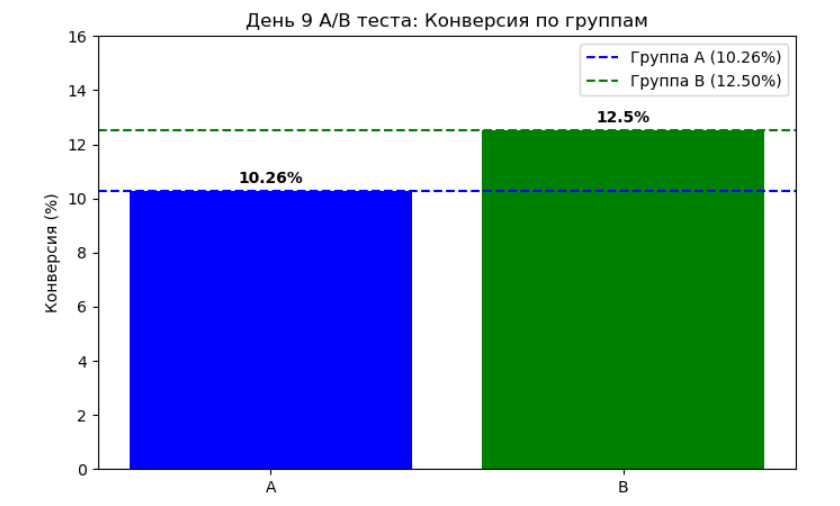 День 9 A/B теста: Конверсия по группам
Группа A (10.26%)
Группа B (12.50%)
Конверсия (%)
16
14
12
10
8
6
4
2
0
10.26%
12.5%
A
B